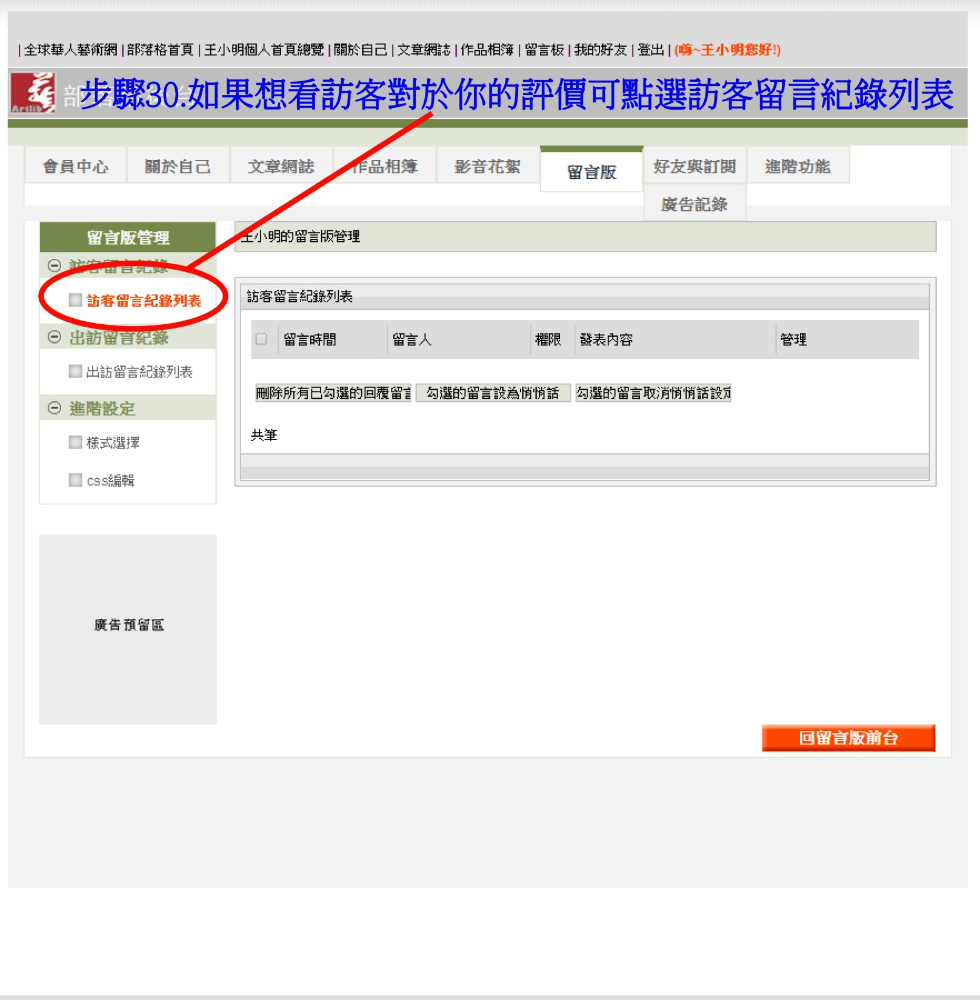 |全球華人藝術網|部落格首頁|王小明個人首頁總覽|關於自己|文章網誌|作品相簿|留言板|我的好友|登出|(嗨~王小明您好!)
Artlib
步驟30.如果想看訪客對於你的評價可點選訪客留言紀錄列表
會員中心 關於自己 文章網誌 作品相簿 影音花絮 留言版 好友與訂閱 進階功能
廣告記錄
留言版管理
王小明的留言版管理
訪客留言紀錄
訪客留言紀錄列表
出訪留言紀錄
出訪留言紀錄列表
進階設定
樣式選擇
css編輯
訪客留言紀錄列表
留言時間 留言人 權限 發表內容 管理
刪除所有已勾選的回覆留言 勾選的留言設為悄悄話 勾選的留言取消悄悄話設定
共筆
廣告預留區
回留言版前台